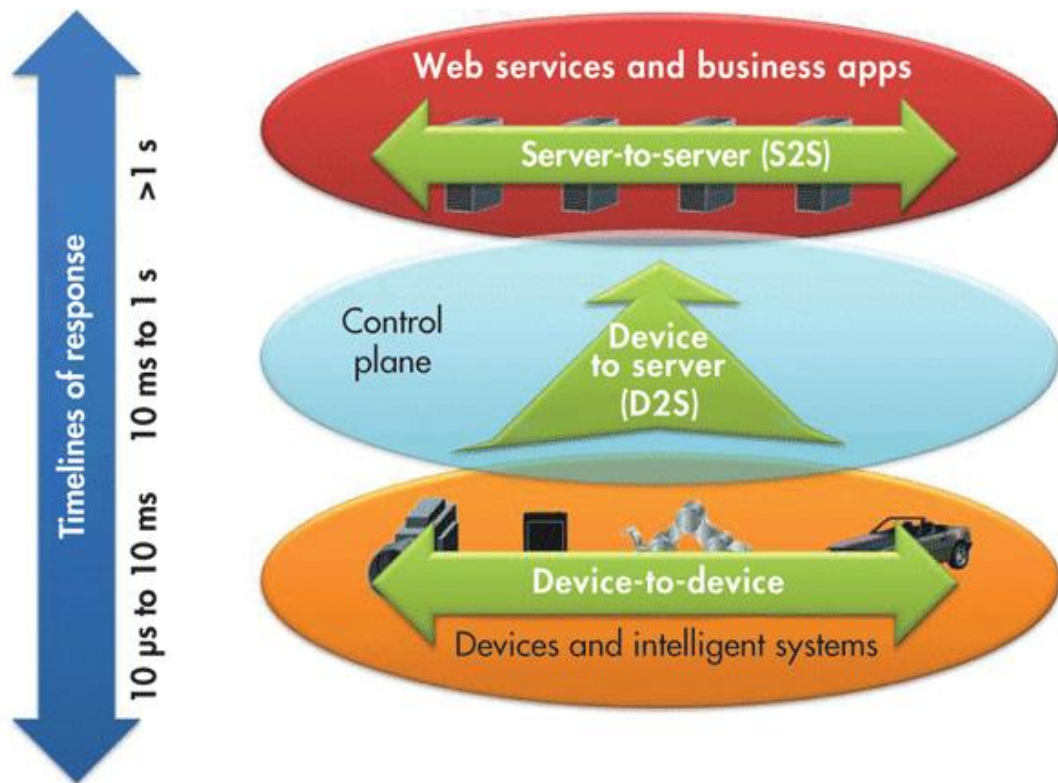 Timelines of response
>1 s
10 ms to 1 s
10 µs to 10 ms
Web services and business apps
Server-to-server (S2S)
Control
plane
Device
to server
(D2S)
Device-to-device
Devices and intelligent systems